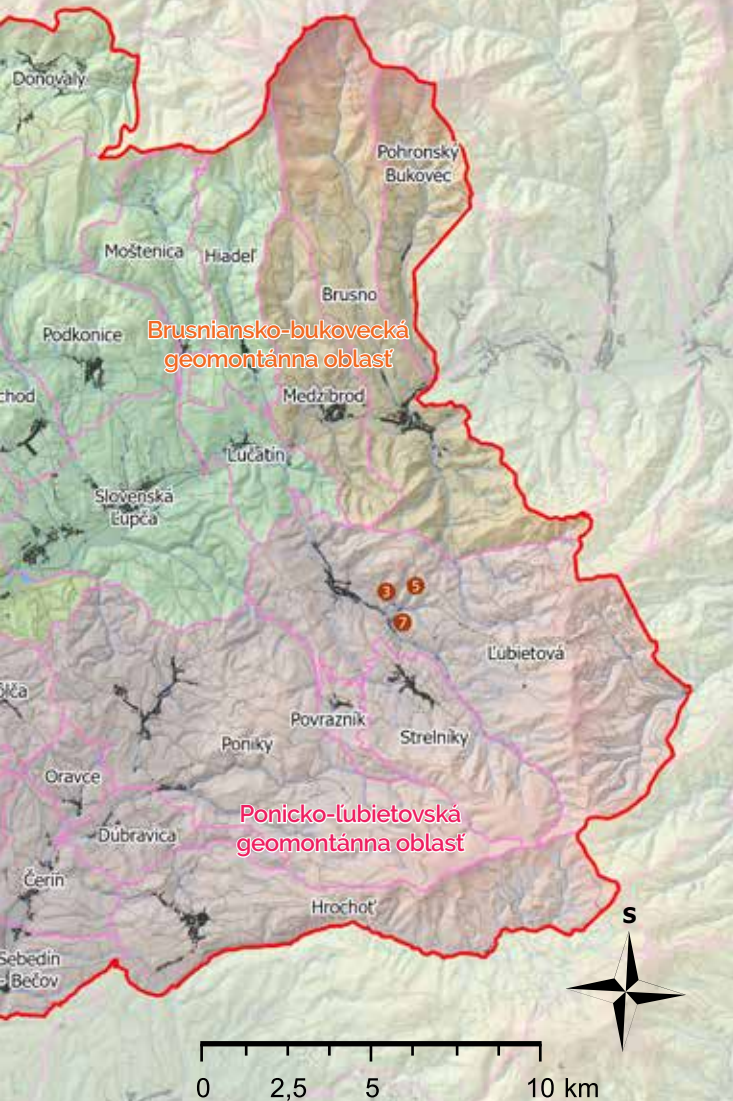 Donovaly
Pohronský
Bukovec
Moštenica
Hiadeľ
Brusno
Podkonice
Brusniansko-bukovecká
geomontánna oblasť
chod
Medzibrod
Lučatín
Slovenská
Ľupča
3
5
7
Ľubietová
ôlča
Povrazník
Strelníky
Poniky
Oravce
Ponicko-ľubietovská
geomontánna oblasť
Dúbravica
Čerín
Hrochoť
S
Sebedín
- Bečov
0 2,5 5 10 km